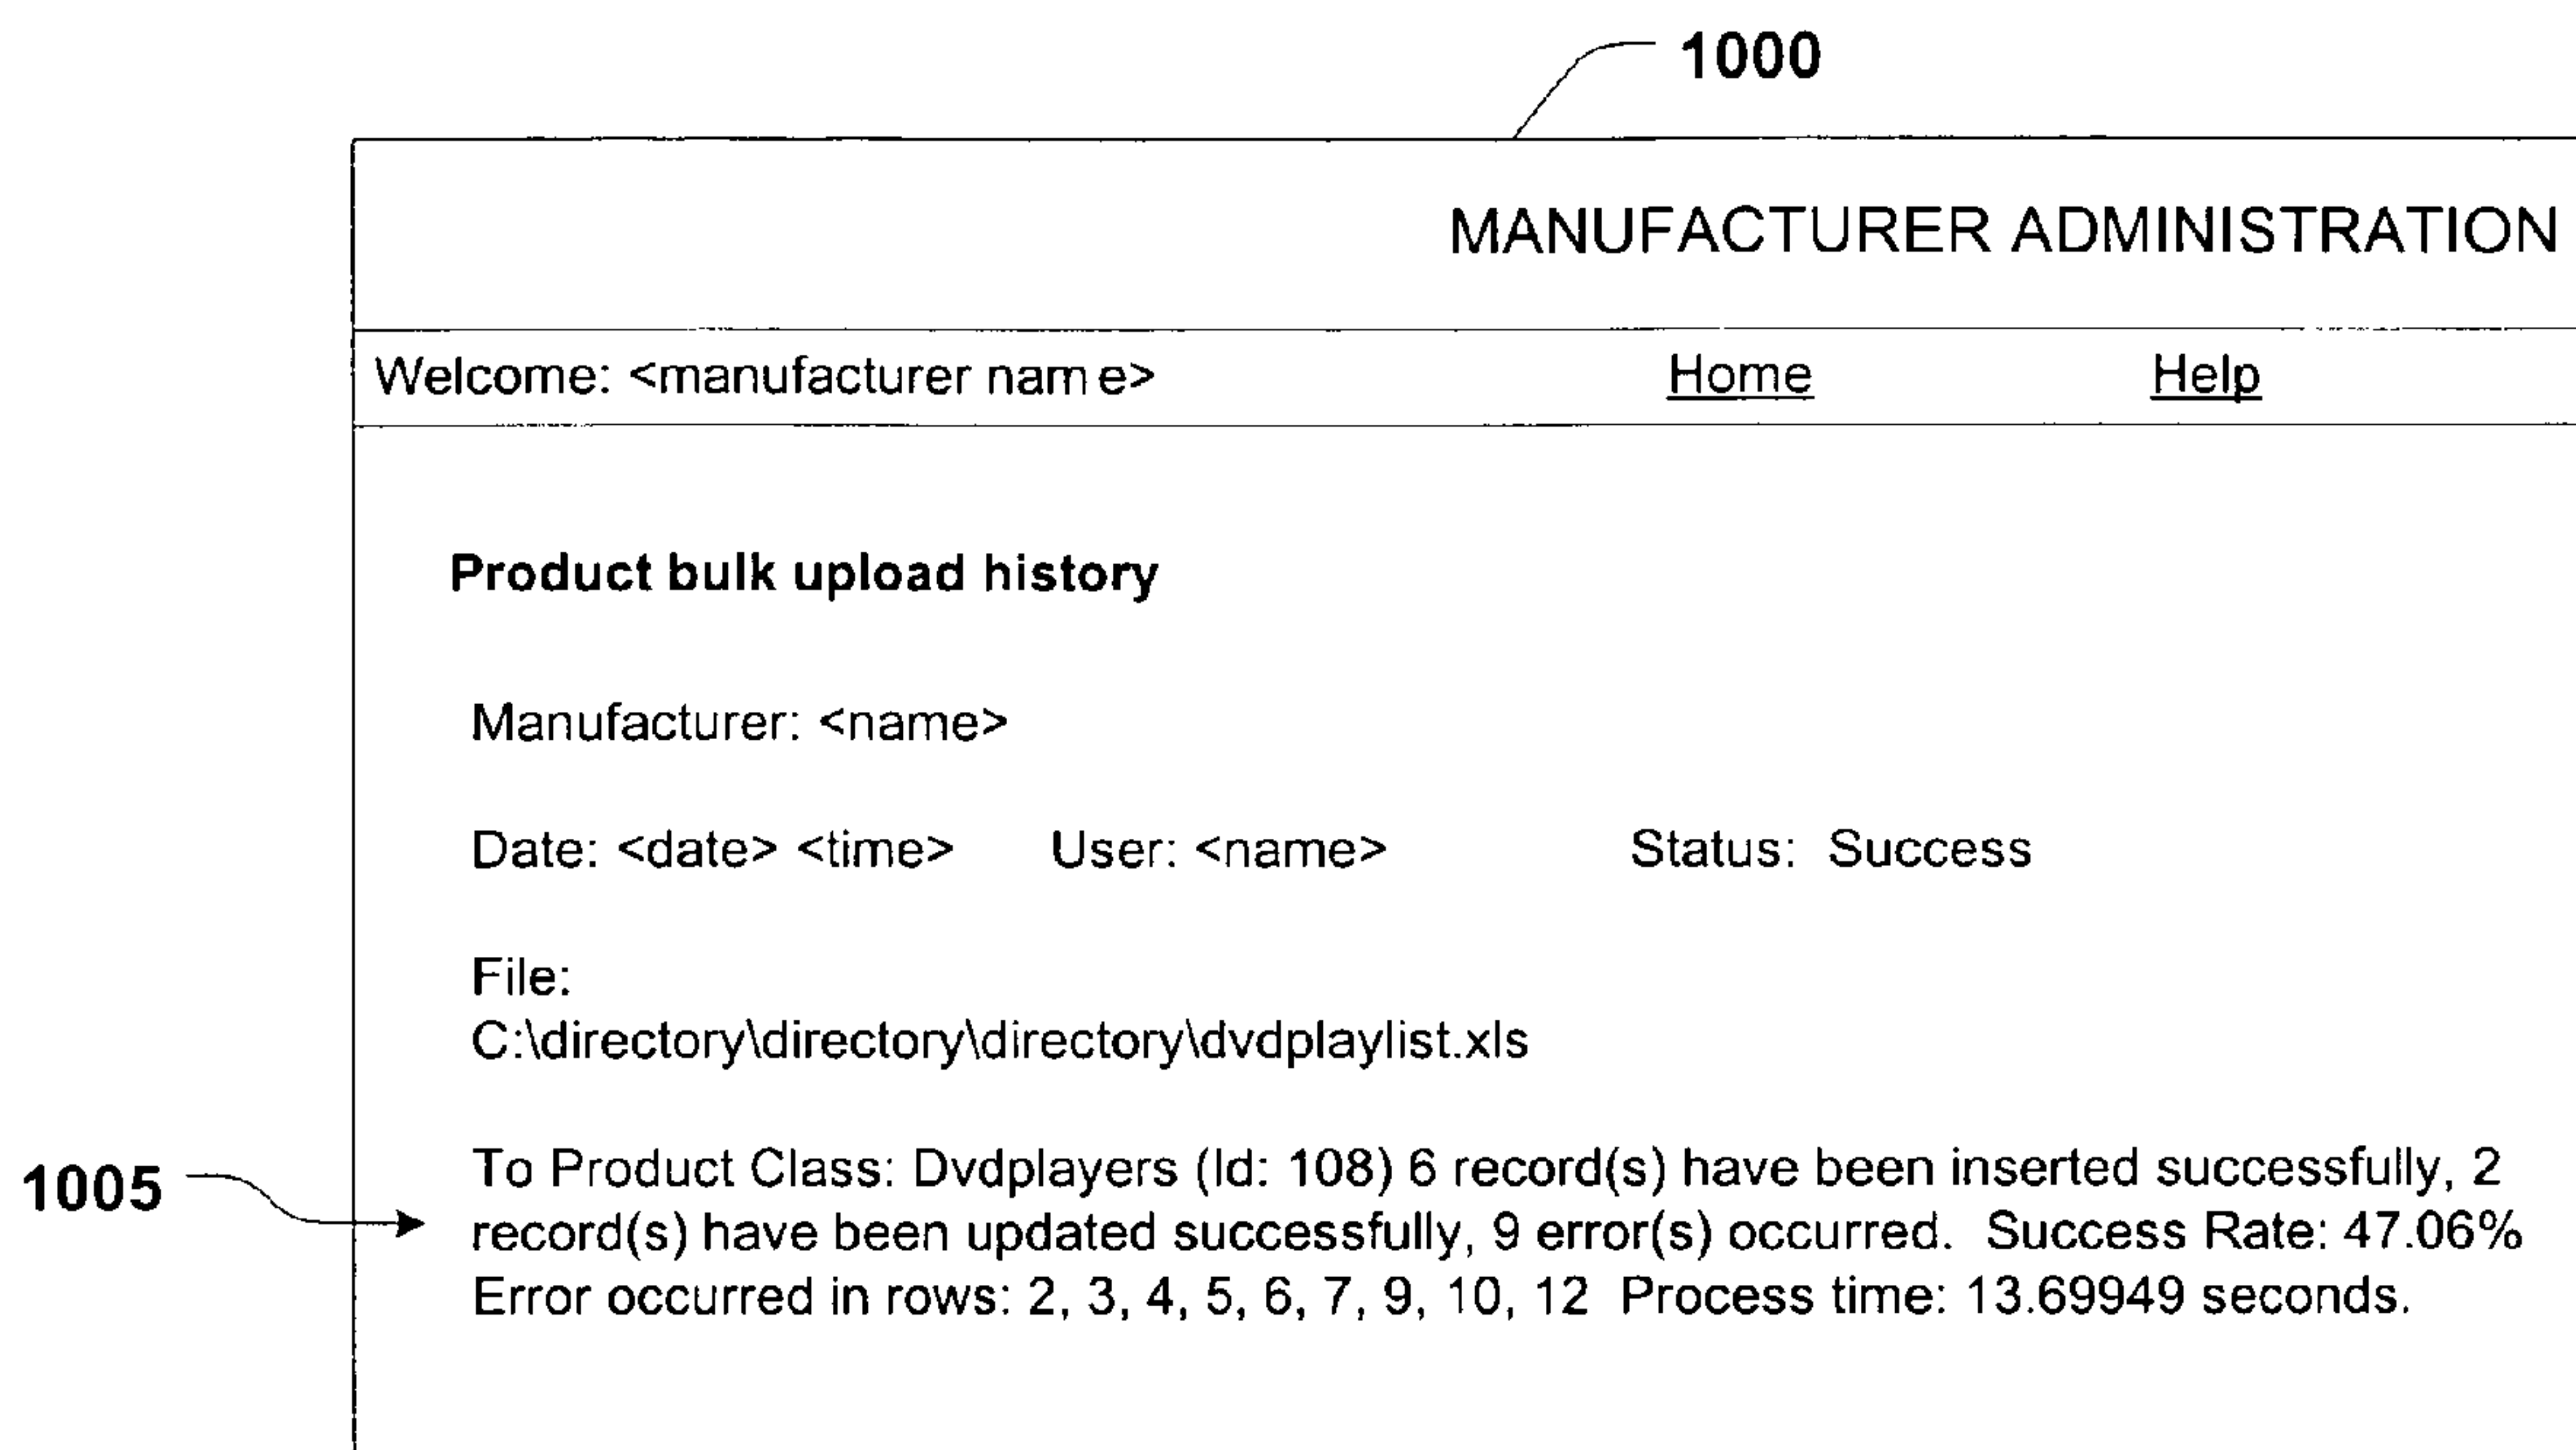 1000
MANUFACTURER ADMINISTRATION
Welcome: <manufacturer name> Home Help
Product bulk upload history
Manufacturer: <name>
Date: <date> <time> User: <name> Status: Success
File:
C:\directory\directory\directory\dvdplaylist.xls
To Product Class: Dvdplayers (Id: 108) 6 record(s) have been inserted successfully, 2
1005 record(s) have been updated successfully, 9 error(s) occurred. Success Rate: 47.06%
Error occurred in rows: 2, 3, 4, 5, 6, 7, 9, 10, 12 Process time: 13.69949 seconds.